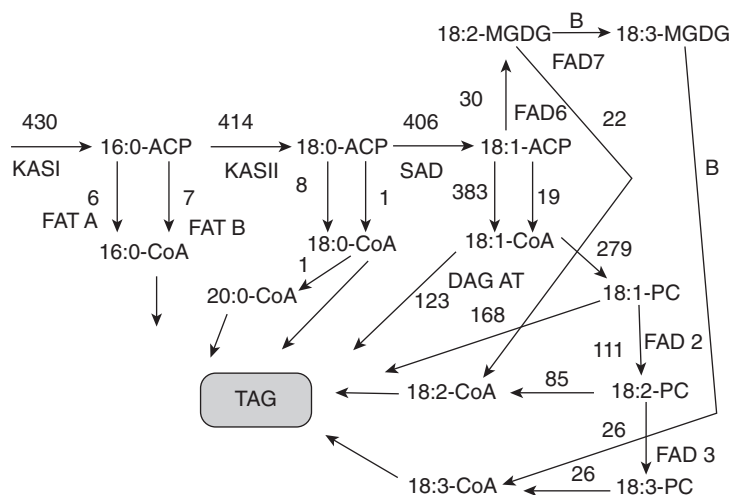 18:2-MGDG B 18:3-MGDG
FAD7
30 FAD6 22
430 414 406
16:0-ACP 18:0-ACP 18:1-ACP
KASI KASII SAD B
6 7 8 1 383 19
FAT A FAT B
16:0-CoA 18:0-CoA 18:1-CoA 279
1 DAG AT
20:0-CoA 123 18:1-PC
168
111 FAD 2
TAG 18:2-CoA 85 18:2-PC
26 FAD 3
18:3-CoA 26 18:3-PC